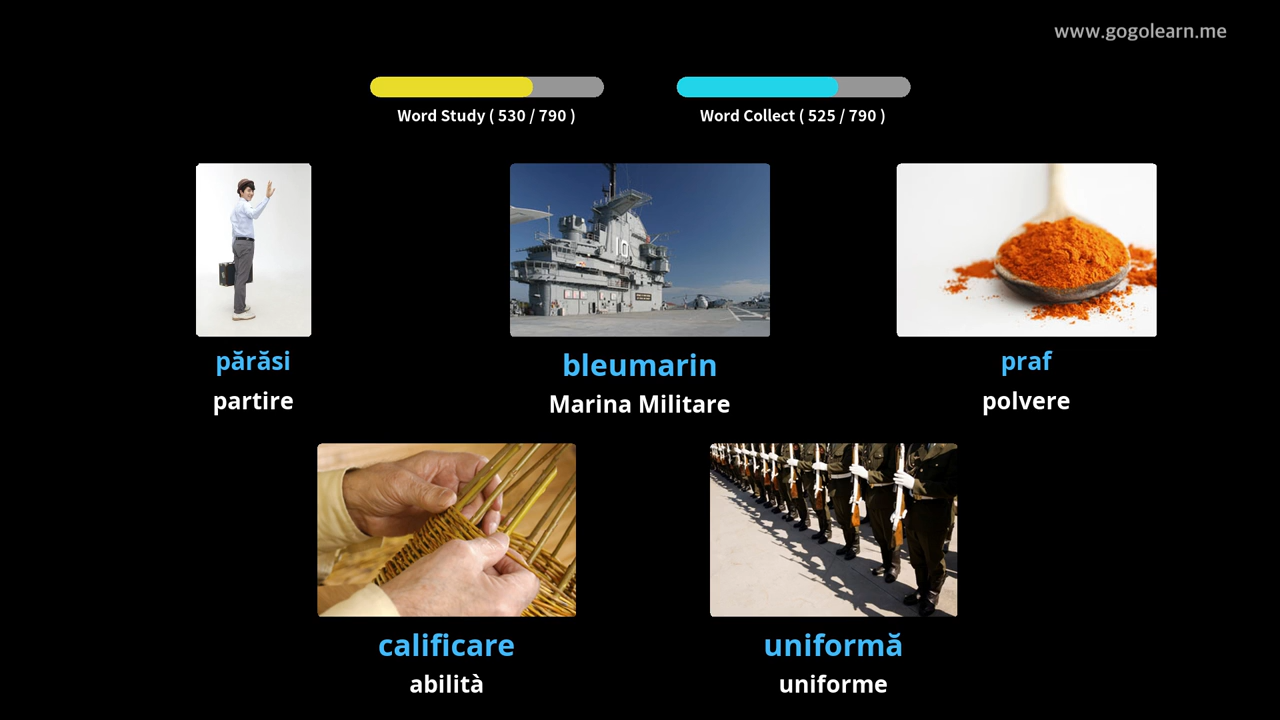 www.gogolearn.me
Word Study ( 530 / 790 )
Word Collect ( 525 / 790 )
părăsi
partire
10
bleumarin
Marina Militare
praf
polvere
calificare
abilità
uniformă
uniforme